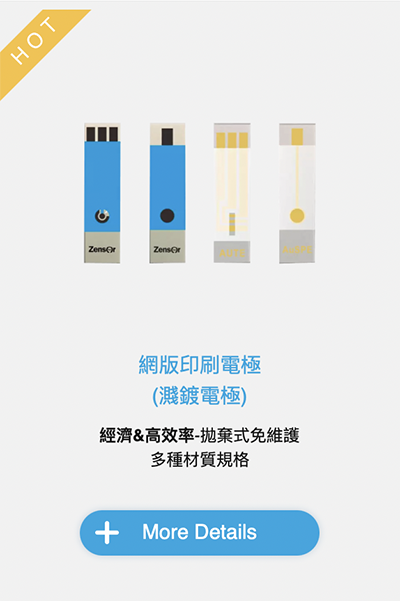 HOT
Zensor
Zensor
網版印刷電極
(濺鍍電極)
經濟&高效率-拋棄式免維護
多種材質規格
More Details